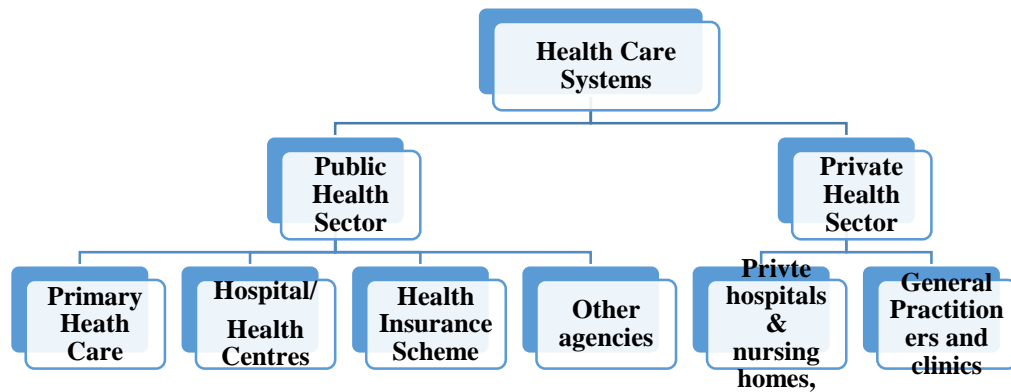 Health Care
Systems
Public
Health
Sector
Private
Health
Sector
Primary
Heath
Care
Hospital/
Health
Centres
Health
Insurance
Scheme
Other
agencies
Privte
hospitals
&
nursing
homes,
General
Practition
ers and
clinics